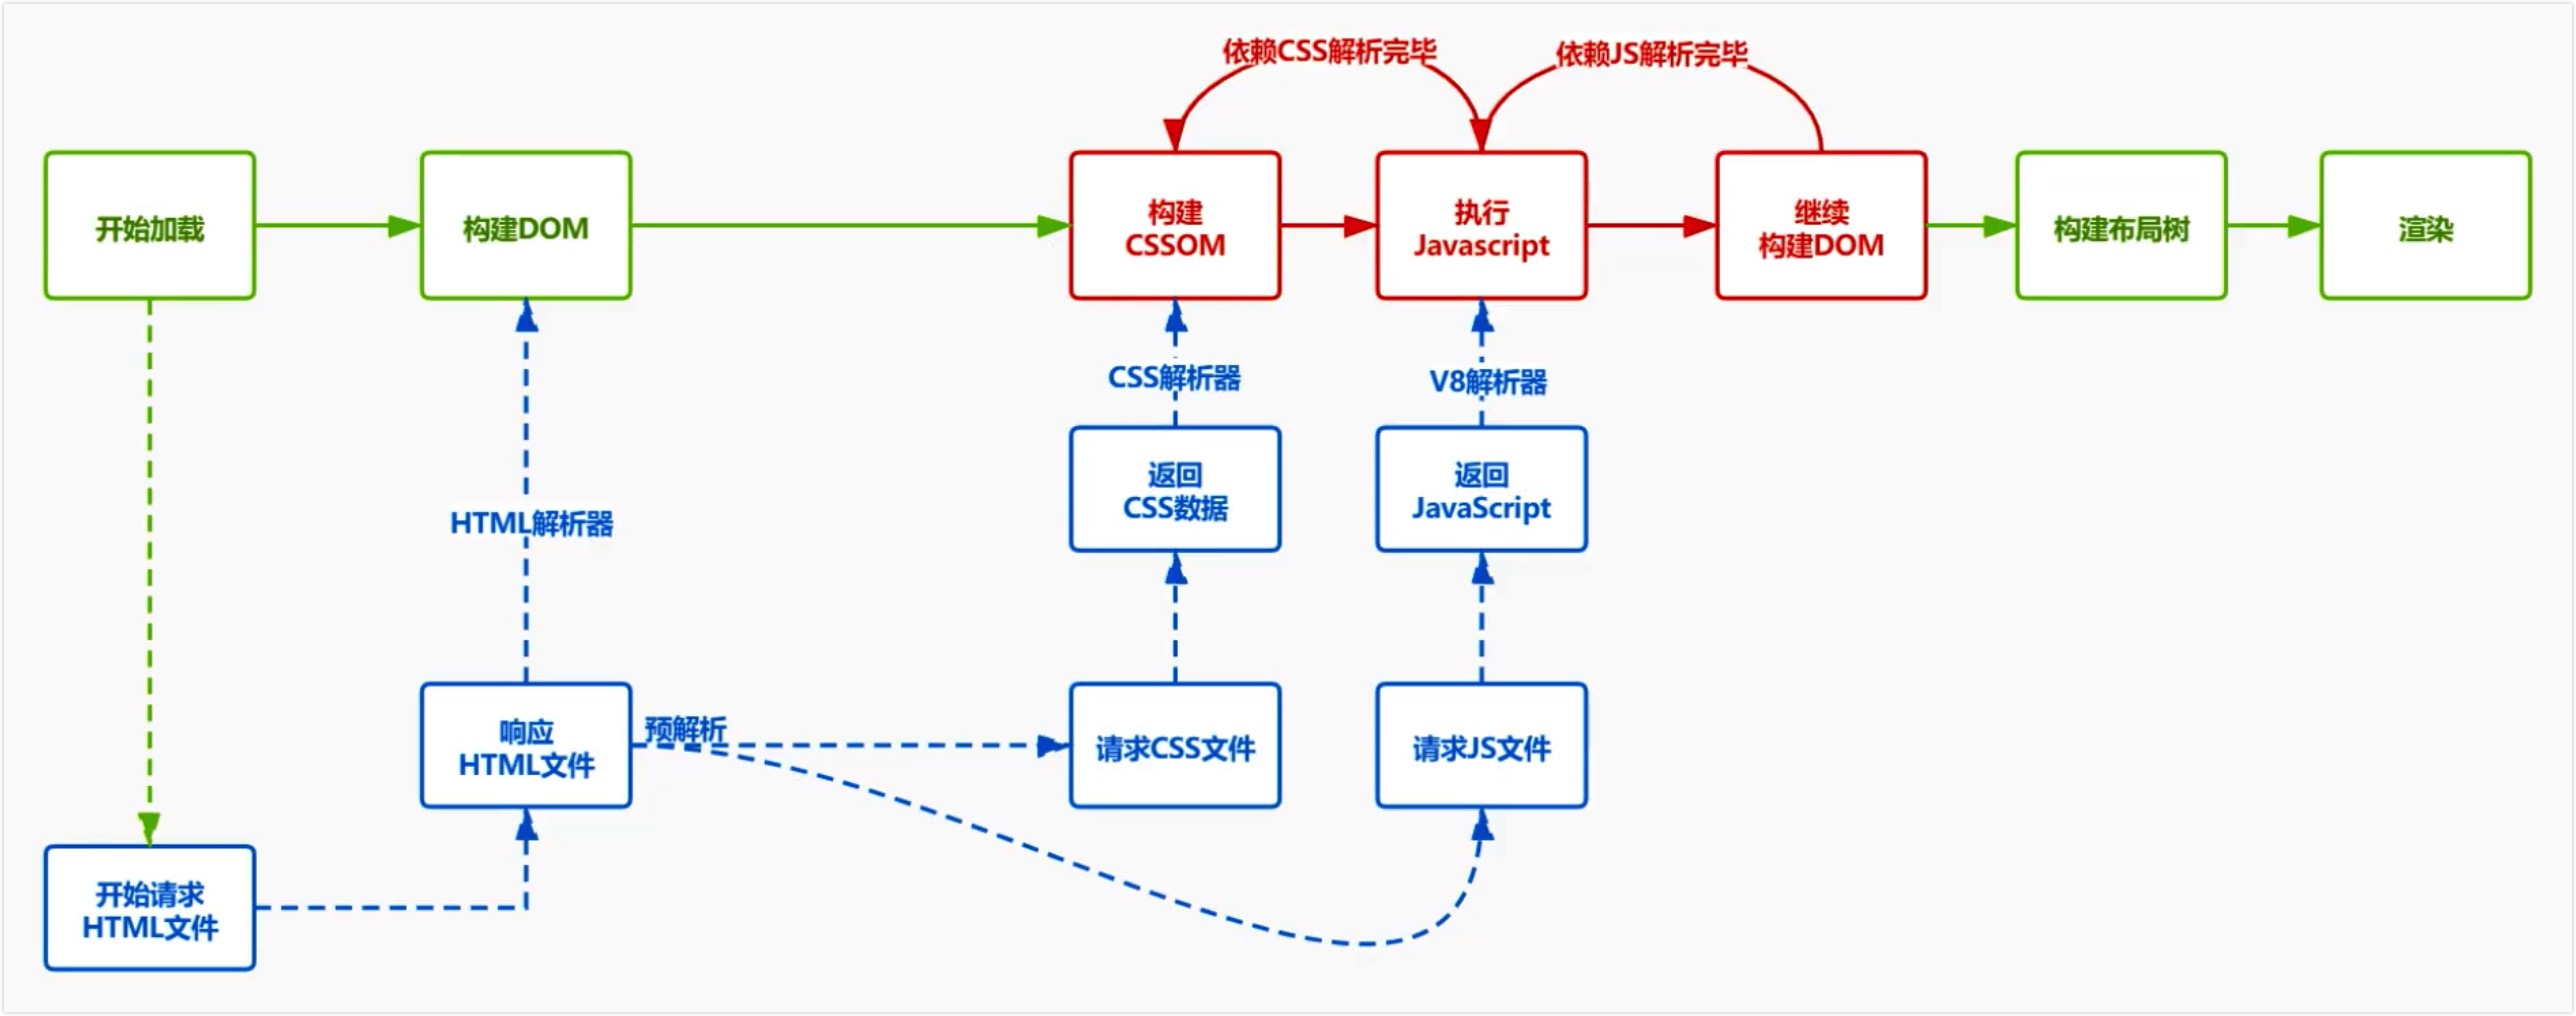 依赖CSS解析完毕
依赖JS解析完毕
开始加载
构建DOM
构建
CSSOM
执行
Javascript
继续
构建DOM
构建布局树
渲染
CSS解析器
V8解析器
返回
CSS数据
返回
JavaScript
HTML解析器
响应
HTML文件
预解析
请求CSS文件
请求JS文件
开始请求
HTML文件